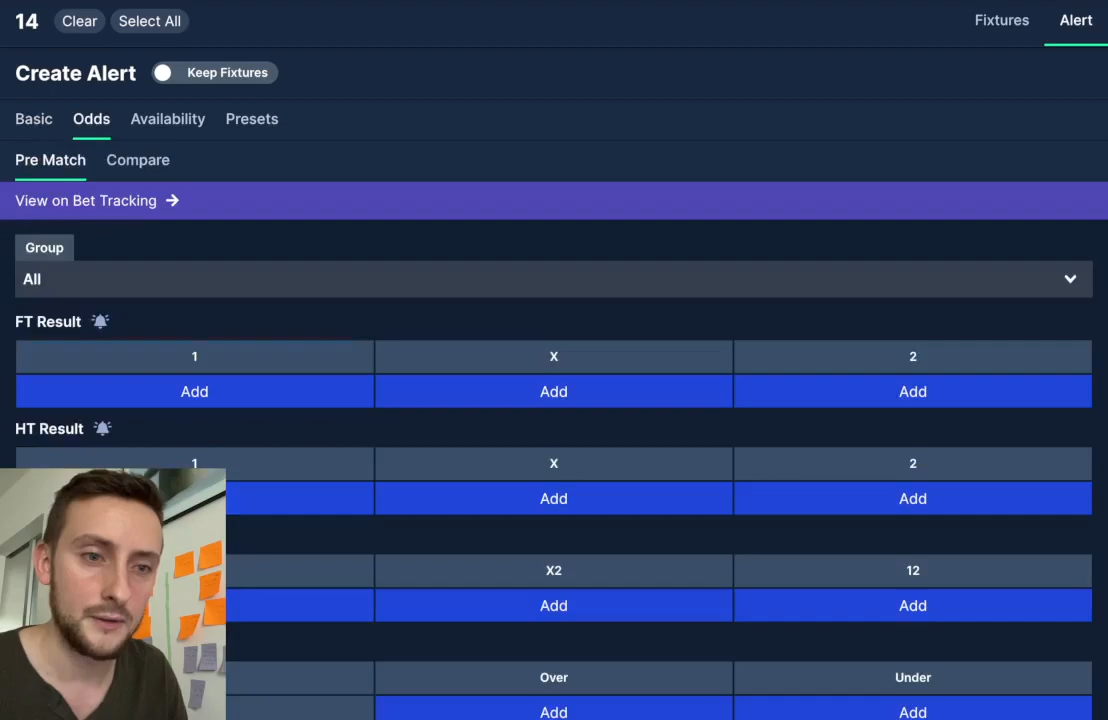 14 Clear Select All Fixtures Alert
Create Alert Keep Fixtures
Basic Odds Availability Presets
Pre Match Compare
View on Bet Tracking →
Group
All
FT Result
1 X 2
Add Add Add
HT Result
1 X 2
Add Add
X2 12
Add Add
Over Under
Add Add